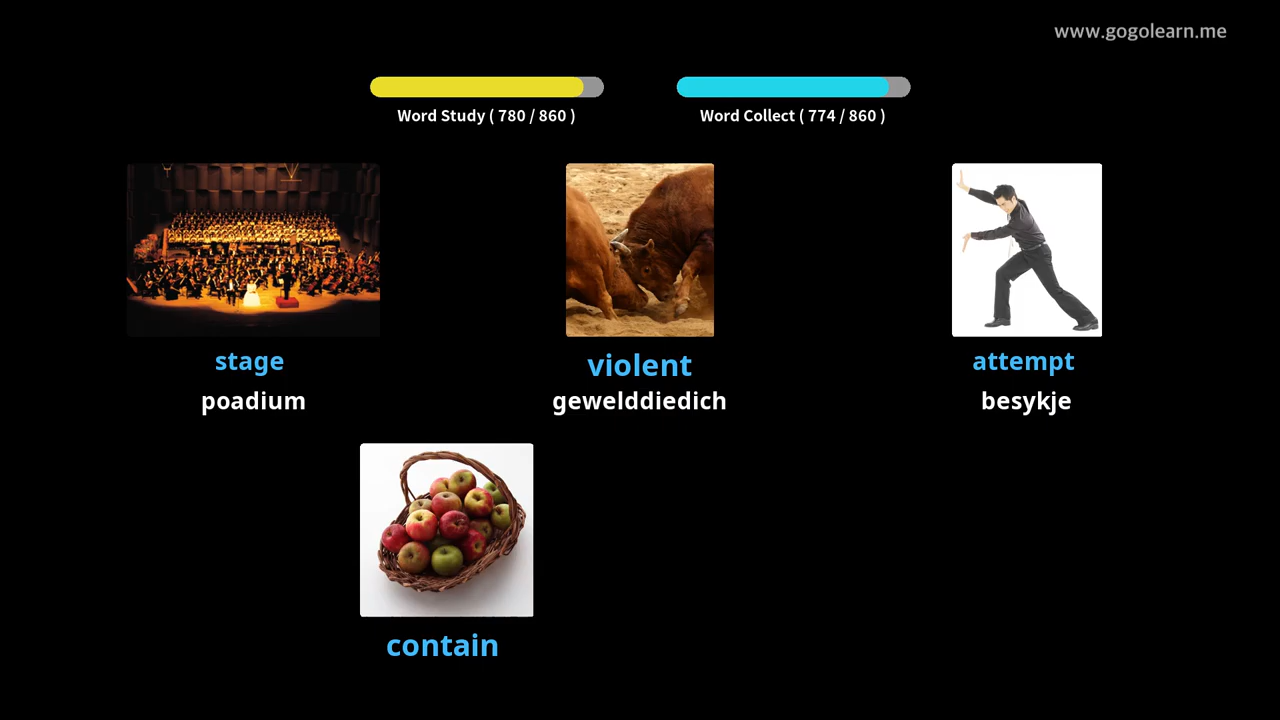 www.gogolearn.me
Word Study ( 780 / 860 )
Word Collect ( 774 / 860 )
stage
violent
attempt
poadium
gewelddiedich
besykje
contain